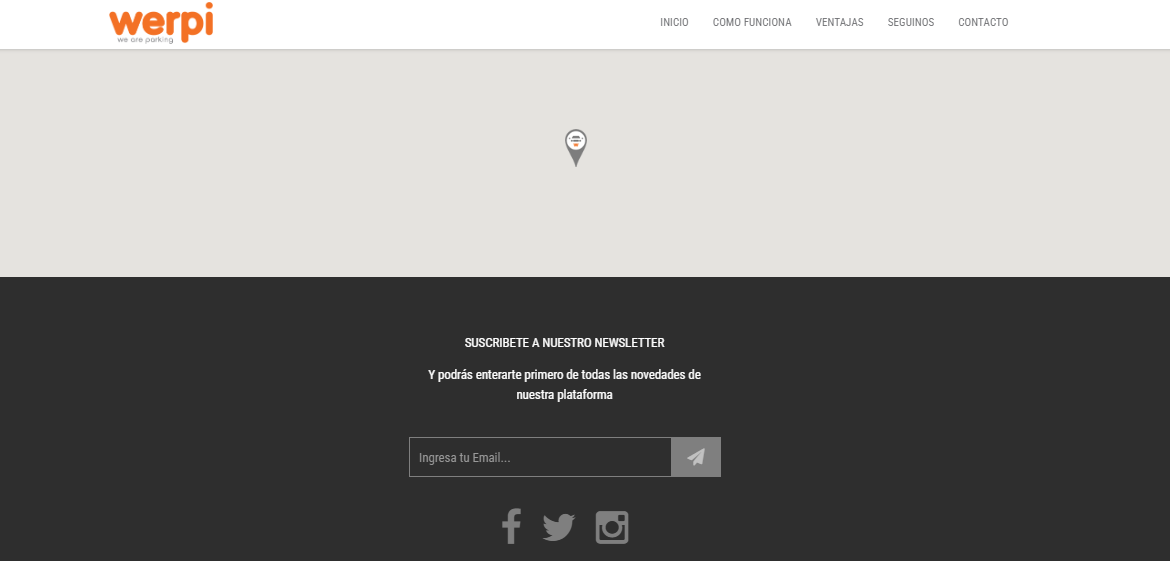 werpi
we are parking
INICIO COMO FUNCIONA VENTAJAS SEGUINOS CONTACTO
SUSCRIBETE A NUESTRO NEWSLETTER
Y podrás enterarte primero de todas las novedades de
nuestra plataforma
Ingresa tu Email...